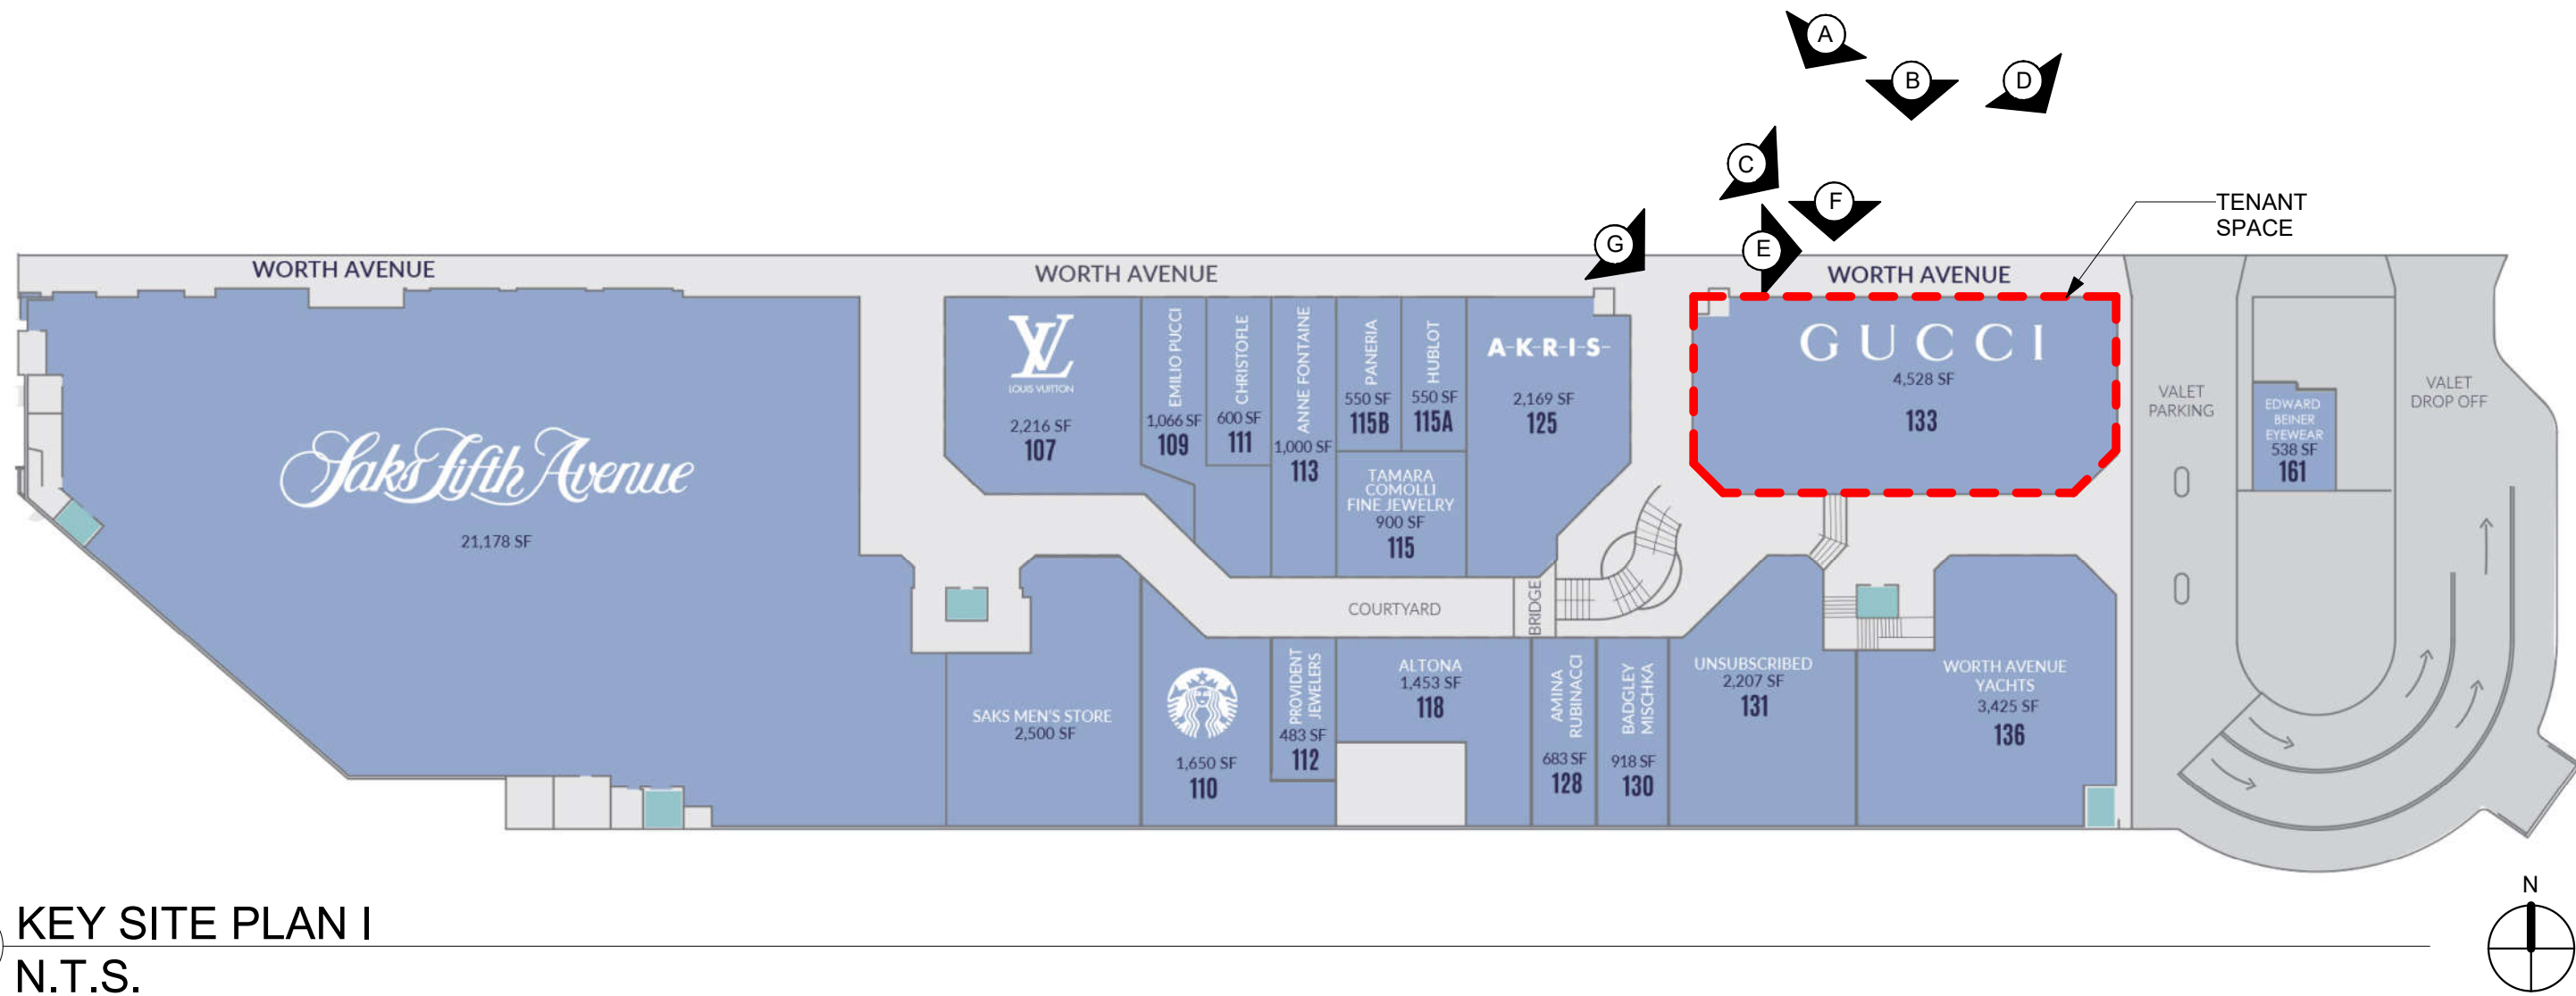 A
B
D
C
F
G
E
TENANT
SPACE
WORTH AVENUE
WORTH AVENUE
WORTH AVENUE
Saks Fifth Avenue
21,178 SF
LV
LOUIS VUITTON
2,216 SF
107
EMILIO PUCCI
1,066 SF
109
CHRISTOFLE
600 SF
111
ANNE FONTAINE
1,000 SF
113
PANERIA
550 SF
115B
HUBLOT
550 SF
115A
TAMARA
COMOLLI
FINE JEWELRY
900 SF
115
A-K-R-I-S-
2,169 SF
125
GUCCI
4,528 SF
133
VALET
PARKING
EDWARD
BEINER
EYEWEAR
538 SF
161
VALET
DROP OFF
COURTYARD
BRIDGE
SAKS MEN'S STORE
2,500 SF
1,650 SF
110
PROVIDENT
JEWELERS
483 SF
112
ALTONA
1,453 SF
118
AMINA
RUBINACCI
683 SF
128
BADGLEY
MISCHKA
918 SF
130
UNSUBSCRIBED
2,207 SF
131
WORTH AVENUE
YACHTS
3,425 SF
136
KEY SITE PLAN I
N.T.S.
N